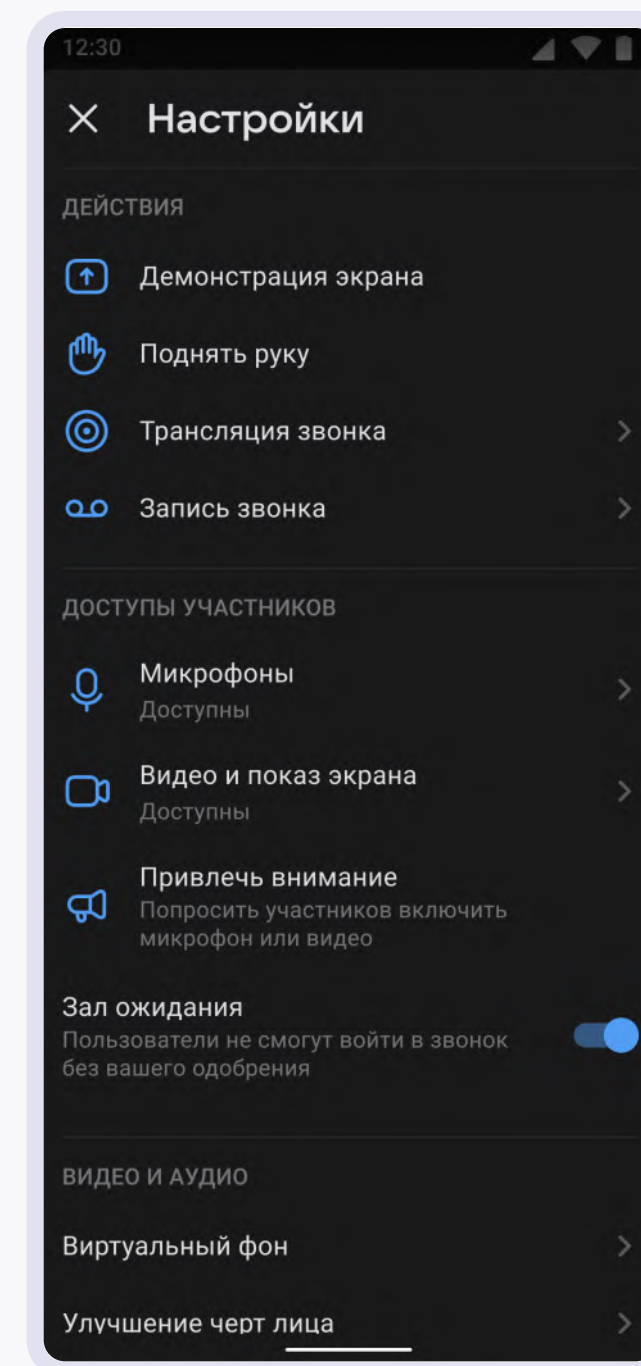 12:30
Настройки
ДЕЙСТВИЯ
Демонстрация экрана
Поднять руку
Трансляция звонка
Запись звонка
ДОСТУПЫ УЧАСТНИКОВ
Микрофоны
Доступны
Видео и показ экрана
Доступны
Привлечь внимание
Попросить участников включить
микрофон или видео
Зал ожидания
Пользователи не смогут войти в звонок
без вашего одобрения
ВИДЕО И АУДИО
Виртуальный фон
Улучшение черт лица